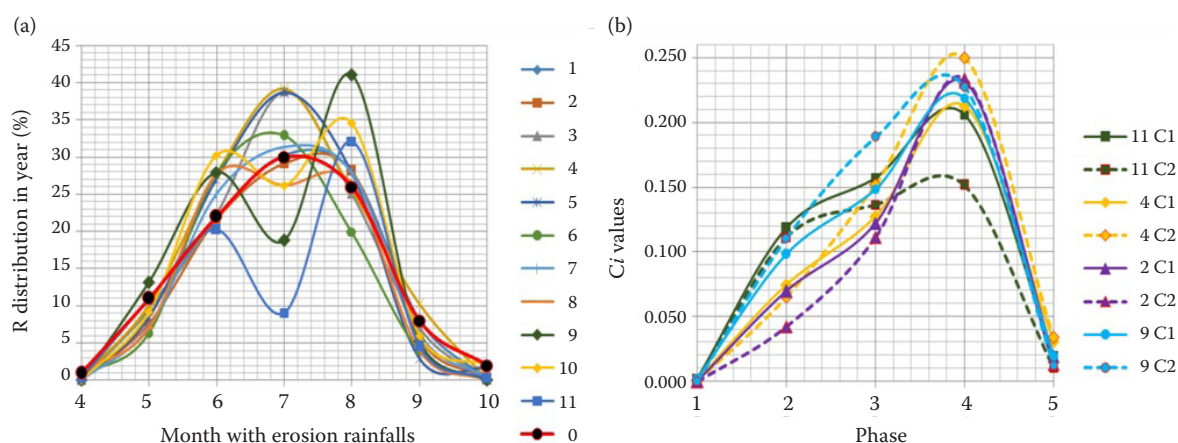 (a)
R distribution in year (%)
45
40
35
30
25
20
15
10
5
0
4 5 6 7 8 9 10
Month with erosion rainfalls
1
2
3
4
5
6
7
8
9
10
11
0
(b)
Ci values
0.250
0.200
0.150
0.100
0.050
0.000
1 2 3 4 5
Phase
11 C1
11 C2
4 C1
4 C2
2 C1
2 C2
9 C1
9 C2